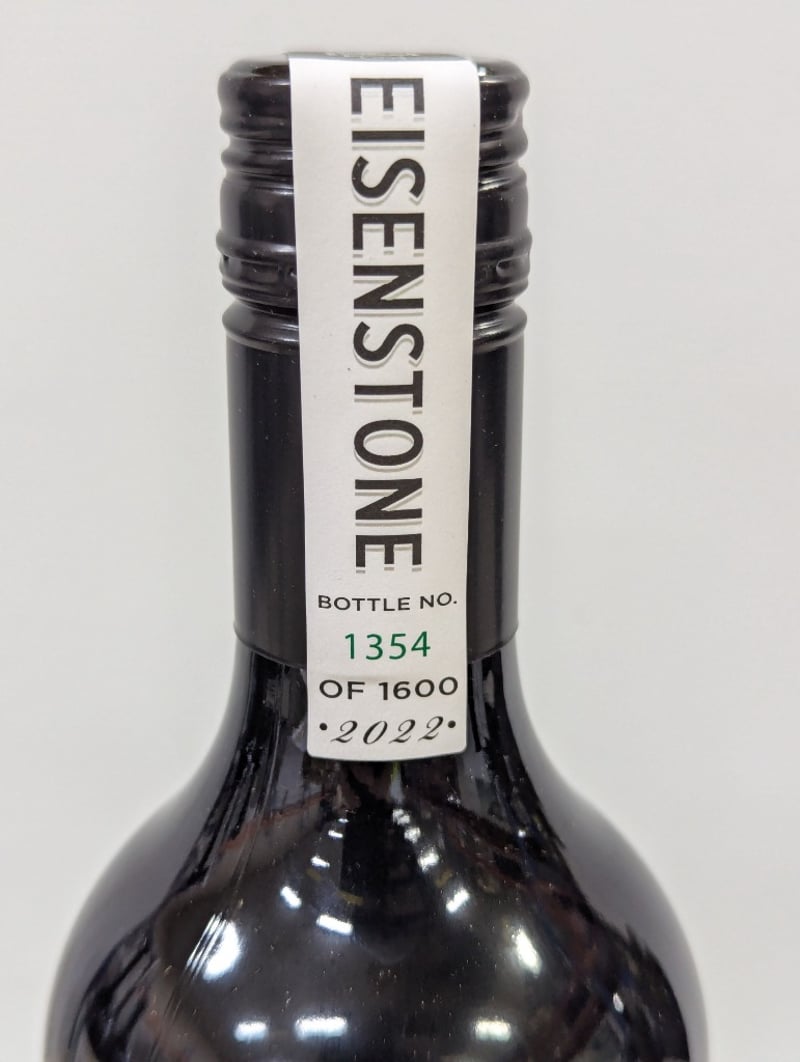 EISENSTONE
BOTTLE NO.
1354
OF 1600
•2022•